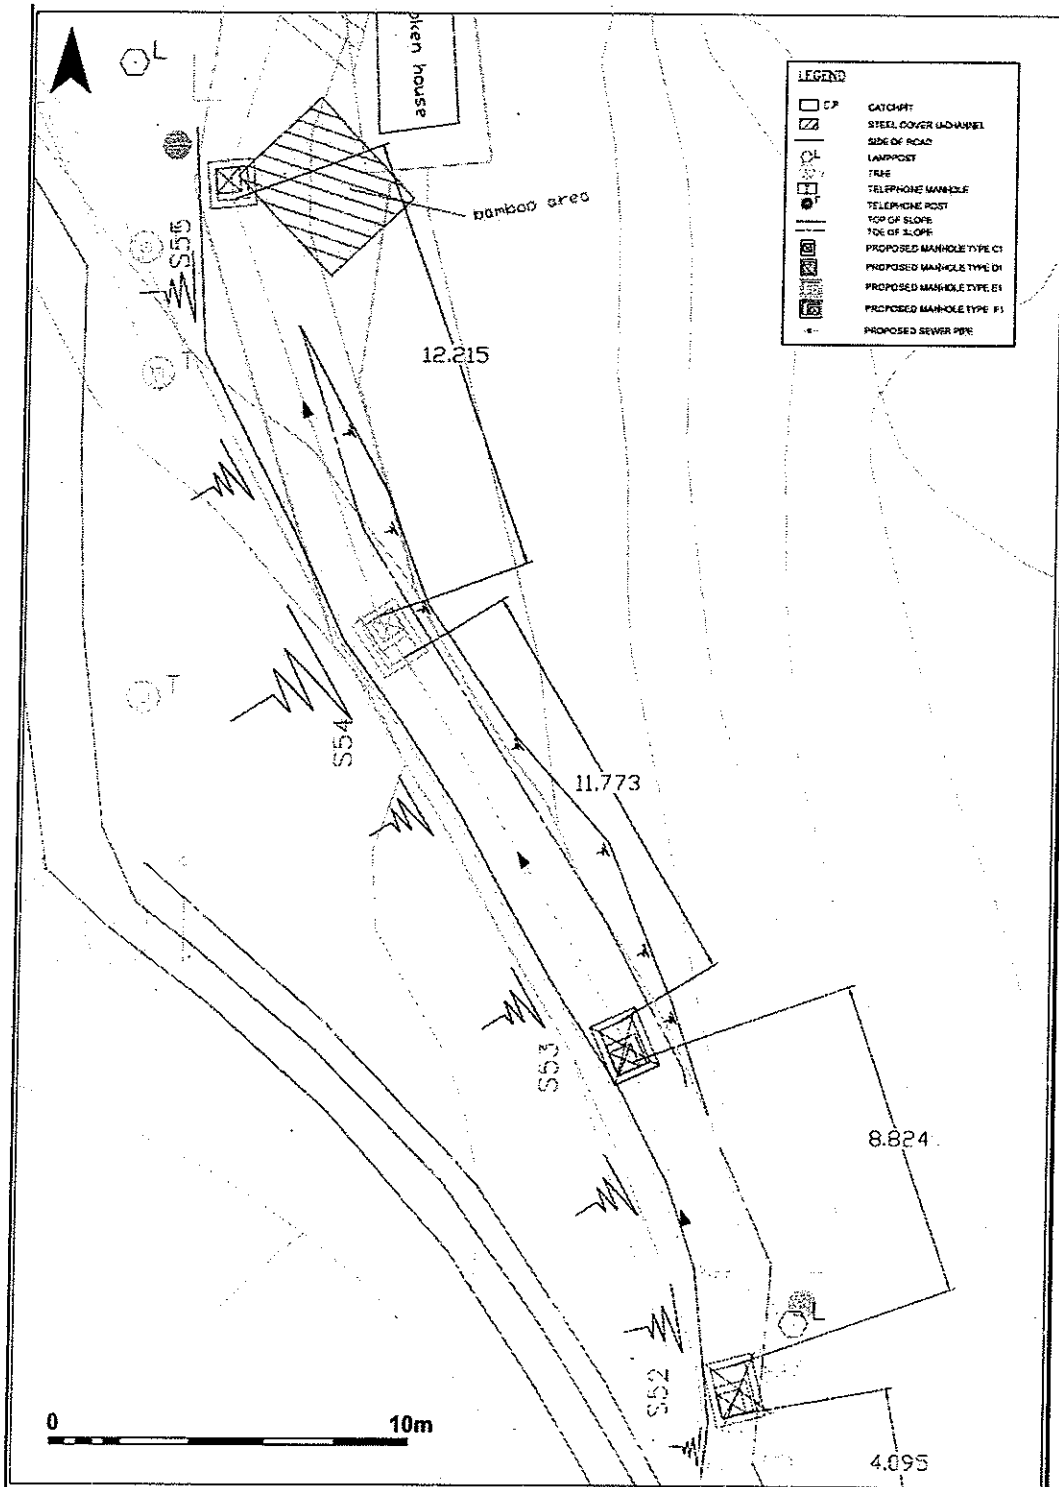 L
oken house
LEGEND
C.P. CATCHPIT
STEEL COVER U-CHANNEL
SIDE OF ROAD
L LAMPPOST
TREE
TELEPHONE MANHOLE
T TELEPHONE POST
TOP OF SLOPE
TOE OF SLOPE
PROPOSED MANHOLE TYPE C1
PROPOSED MANHOLE TYPE D1
PROPOSED MANHOLE TYPE E1
PROPOSED MANHOLE TYPE F1
PROPOSED SEWER PIPE
bamboo area
S55
T
T
12.215
T
S54
11.773
S53
8.824
L
S52
0 10m
4.095